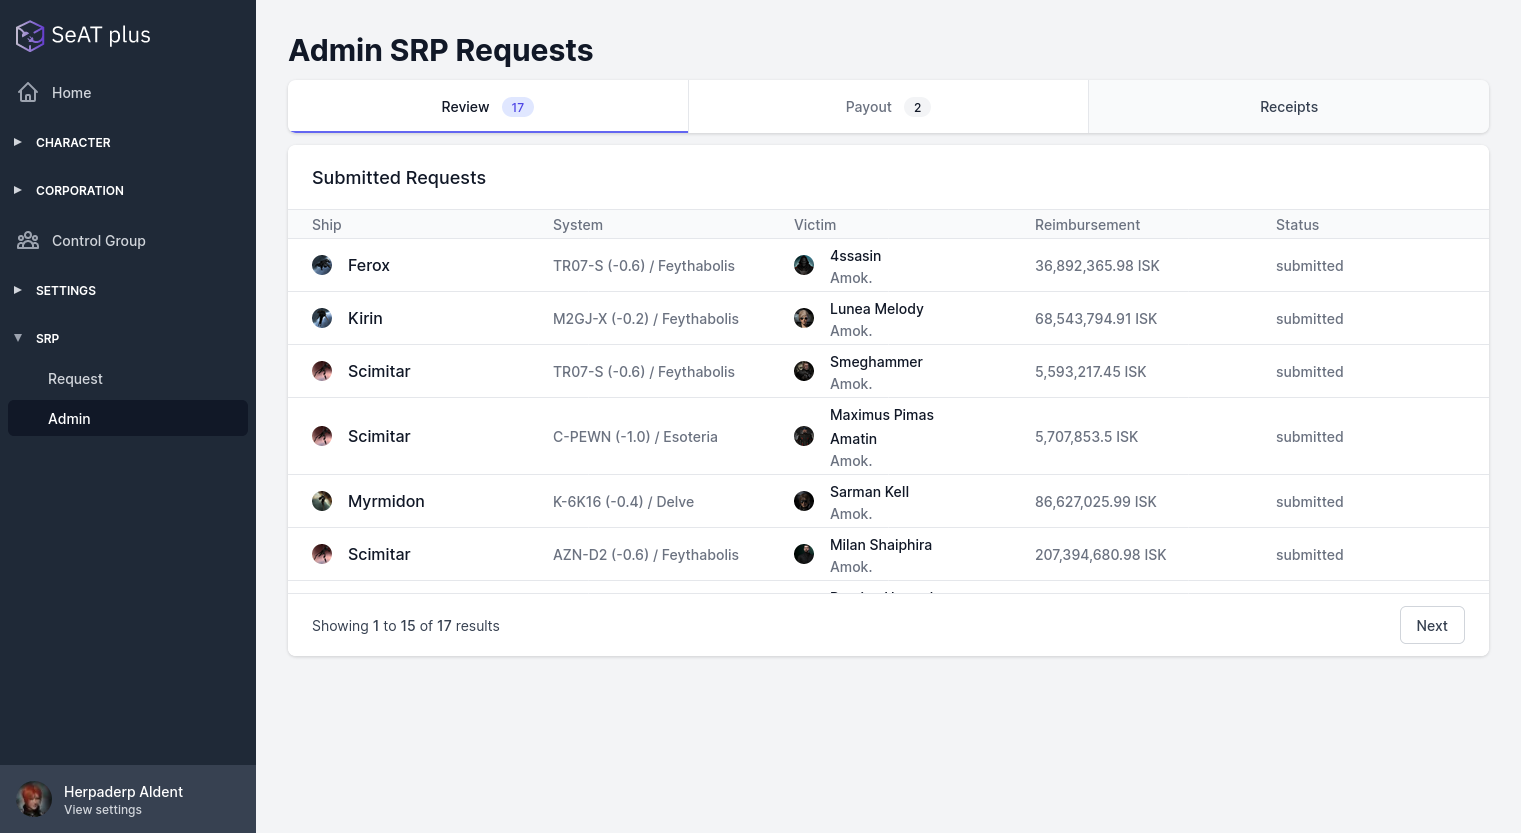 SeAT plus
Home
CHARACTER
CORPORATION
Control Group
SETTINGS
SRP
Request
Admin
Herpaderp Aldent
View settings
Admin SRP Requests
Review 17
Payout 2
Receipts
Submitted Requests
Ship System Victim Reimbursement Status
Ferox TR07-S (-0.6) / Feythabolis 4ssasin 36,892,365.98 ISK submitted
Amok.
Kirin M2GJ-X (-0.2) / Feythabolis Lunea Melody 68,543,794.91 ISK submitted
Amok.
Scimitar TR07-S (-0.6) / Feythabolis Smeghammer 5,593,217.45 ISK submitted
Amok.
Scimitar C-PEWN (-1.0) / Esoteria Maximus Pimas 5,707,853.5 ISK submitted
Amatin
Amok.
Myrmidon K-6K16 (-0.4) / Delve Sarman Kell 86,627,025.99 ISK submitted
Amok.
Scimitar AZN-D2 (-0.6) / Feythabolis Milan Shaiphira 207,394,680.98 ISK submitted
Amok.
Showing 1 to 15 of 17 results
Next